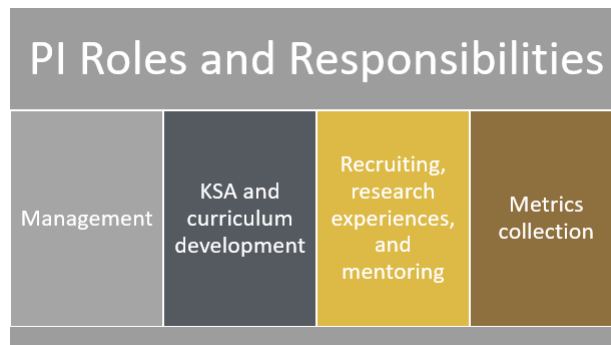 PI Roles and Responsibilities
Management
KSA and
curriculum
development
Recruiting,
research
experiences,
and
mentoring
Metrics
collection